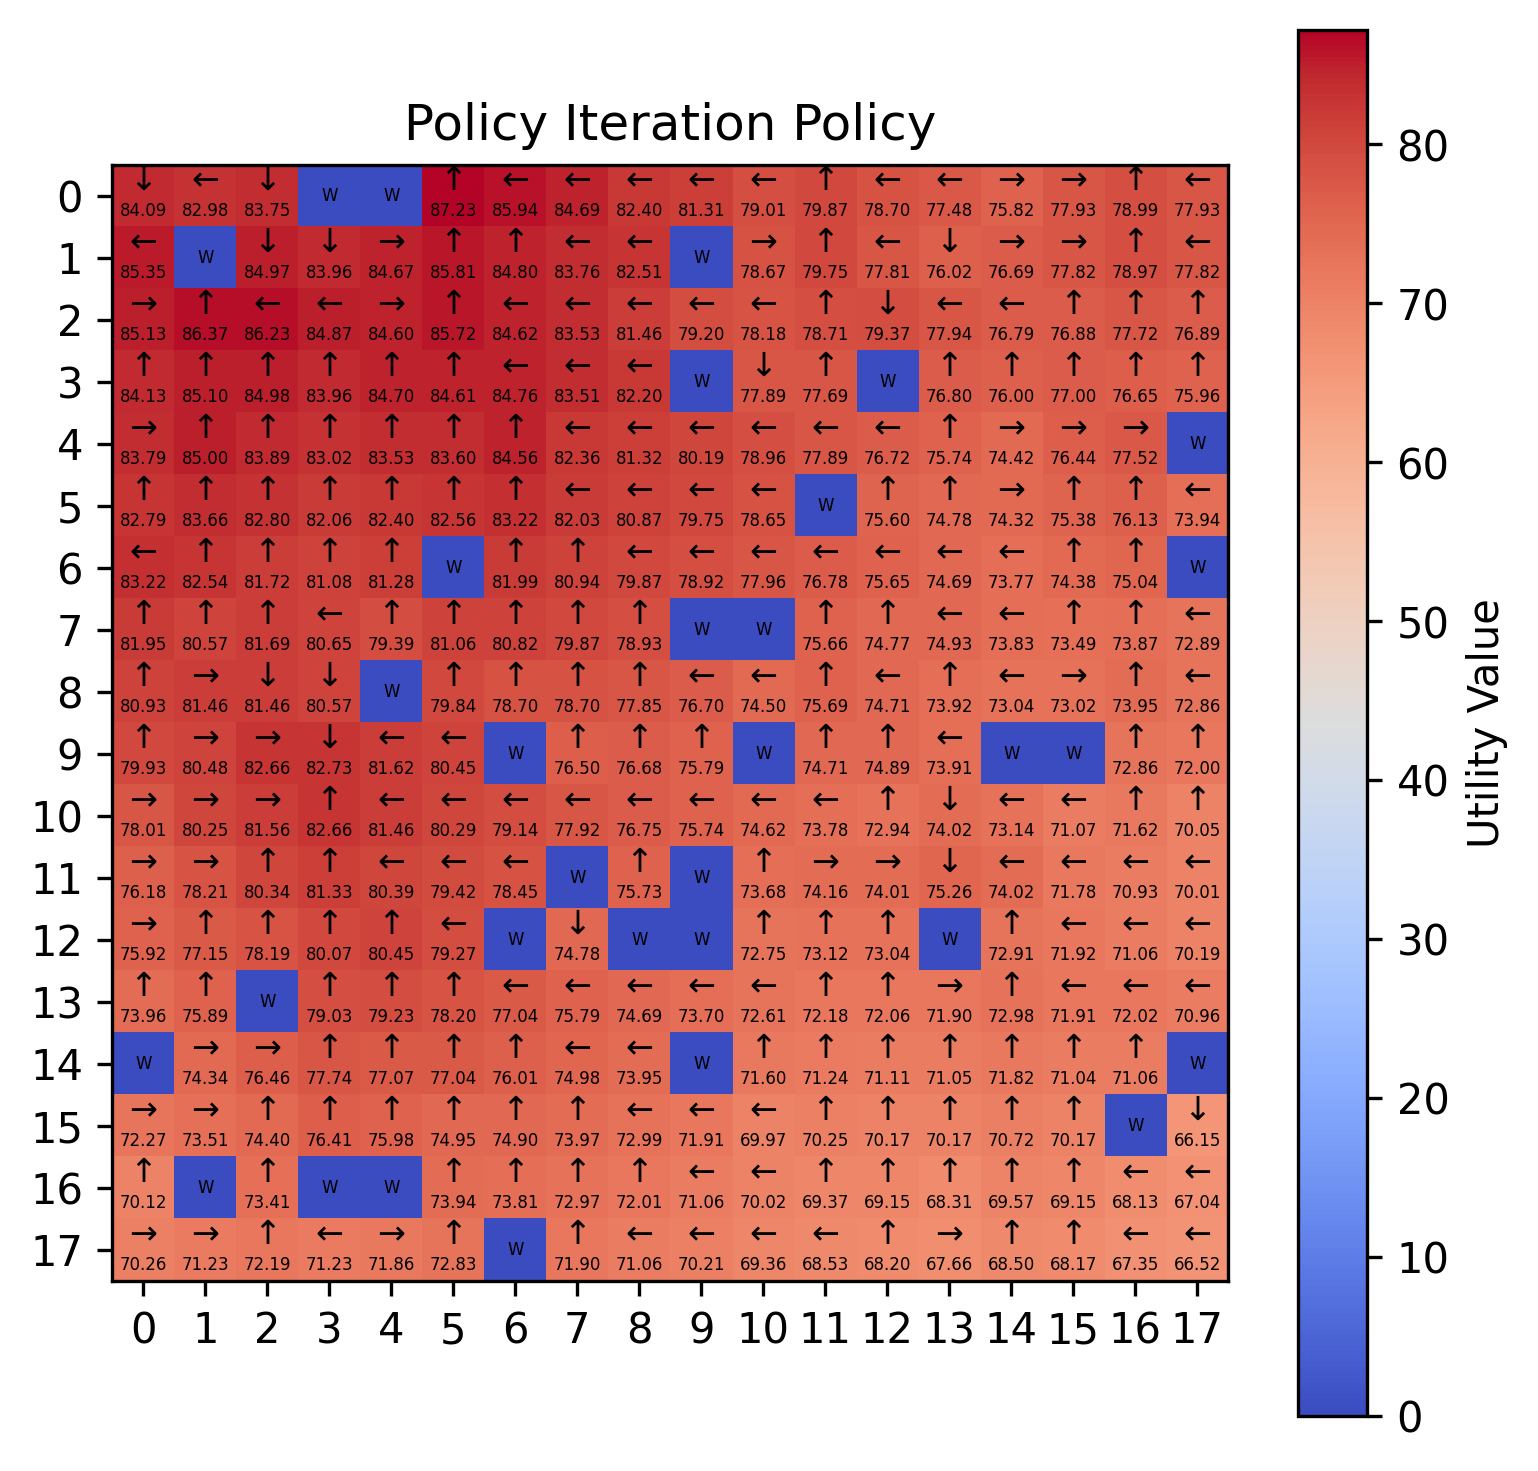 Policy Iteration Policy
0 ↓ ← ↓ W W ↑ ← ← ← ← ← ↑ ← ← → → ↑ ←
84.09 82.98 83.75 87.23 85.94 84.69 82.40 81.31 79.01 79.87 78.70 77.48 75.82 77.93 78.99 77.93
1 ← W ↓ ↓ → ↑ ↑ ← ← W → ↑ ← ↓ → → ↑ ←
85.35 84.97 83.96 84.67 85.81 84.80 83.76 82.51 78.67 79.75 77.81 76.02 76.69 77.82 78.97 77.82
2 → ↑ ← ← → ↑ ← ← ← ← ← ↑ ↓ ← ← ↑ ↑ ↑
85.13 86.37 86.23 84.87 84.60 85.72 84.62 83.53 81.46 79.20 78.18 78.71 79.37 77.94 76.79 76.88 77.72 76.89
3 ↑ ↑ ↑ ↑ ↑ ↑ ← ← ← W ↓ ↑ W ↑ ↑ ↑ ↑ ↑
84.13 85.10 84.98 83.96 84.70 84.61 84.76 83.51 82.20 77.89 77.69 76.80 76.00 77.00 76.65 75.96
4 → ↑ ↑ ↑ ↑ ↑ ↑ ← ← ← ← ← ← ↑ → → → W
83.79 85.00 83.89 83.02 83.53 83.60 84.56 82.36 81.32 80.19 78.96 77.89 76.72 75.74 74.42 76.44 77.52
5 ↑ ↑ ↑ ↑ ↑ ↑ ↑ ← ← ← ← W ↑ ↑ → ↑ ↑ ←
82.79 83.66 82.80 82.06 82.40 82.56 83.22 82.03 80.87 79.75 78.65 75.60 74.78 74.32 75.38 76.13 73.94
6 ← ↑ ↑ ↑ ↑ W ↑ ↑ ← ← ← ← ← ← ← ↑ ↑ W
83.22 82.54 81.72 81.08 81.28 81.99 80.94 79.87 78.92 77.96 76.78 75.65 74.69 73.77 74.38 75.04
7 ↑ ↑ ↑ ← ↑ ↑ ↑ ↑ ↑ W W ↑ ↑ ← ← ↑ ↑ ←
81.95 80.57 81.69 80.65 79.39 81.06 80.82 79.87 78.93 75.66 74.77 74.93 73.83 73.49 73.87 72.89
8 ↑ → ↓ ↓ W ↑ ↑ ↑ ↑ ← ← ↑ ← ↑ ← → ↑ ←
80.93 81.46 81.46 80.57 79.84 78.70 78.70 77.85 76.70 74.50 75.69 74.71 73.92 73.04 73.02 73.95 72.86
9 ↑ → → ↓ ← ← W ↑ ↑ ↑ W ↑ ↑ ← W W ↑ ↑
79.93 80.48 82.66 82.73 81.62 80.45 76.50 76.68 75.79 74.71 74.89 73.91 72.86 72.00
10 → → → ↑ ← ← ← ← ← ← ← ← ↑ ↓ ← ← ↑ ↑
78.01 80.25 81.56 82.66 81.46 80.29 79.14 77.92 76.75 75.74 74.62 73.78 72.94 74.02 73.14 71.07 71.62 70.05
11 → → ↑ ↑ ← ← ← W ↑ W ↑ → → ↓ ← ← ← ←
76.18 78.21 80.34 81.33 80.39 79.42 78.45 75.73 73.68 74.16 74.01 75.26 74.02 71.78 70.93 70.01
12 → ↑ ↑ ↑ ↑ ← W ↓ W W ↑ ↑ ↑ W ↑ ← ← ←
75.92 77.15 78.19 80.07 80.45 79.27 74.78 72.75 73.12 73.04 72.91 71.92 71.06 70.19
13 ↑ ↑ W ↑ ↑ ↑ ← ← ← ← ← ↑ ↑ → ↑ ← ← ←
73.96 75.89 79.03 79.23 78.20 77.04 75.79 74.69 73.70 72.61 72.18 72.06 71.90 72.98 71.91 72.02 70.96
14 W → → ↑ ↑ ↑ ↑ ← ← W ↑ ↑ ↑ ↑ ↑ ↑ ↑ W
74.34 76.46 77.74 77.07 77.04 76.01 74.98 73.95 71.60 71.24 71.11 71.05 71.82 71.04 71.06
15 → → ↑ ↑ ↑ ↑ ↑ ↑ ← ← ← ↑ ↑ ↑ ↑ ↑ W ↓
72.27 73.51 74.40 76.41 75.98 74.95 74.90 73.97 72.99 71.91 69.97 70.25 70.17 70.17 70.72 70.17 66.15
16 ↑ W ↑ W W ↑ ↑ ↑ ↑ ← ← ↑ ↑ ↑ ↑ ↑ ← ←
70.12 73.41 73.94 73.81 72.97 72.01 71.06 70.02 69.37 69.15 68.31 69.57 69.15 68.13 67.04
17 → → ↑ ← → ↑ W ↑ ← ← ← ← ↑ → ↑ ↑ ← ←
70.26 71.23 72.19 71.23 71.86 72.83 71.90 71.06 70.21 69.36 68.53 68.20 67.66 68.50 68.17 67.35 66.52
0 1 2 3 4 5 6 7 8 9 10 11 12 13 14 15 16 17
80
70
60
50
40
30
20
10
0
Utility Value